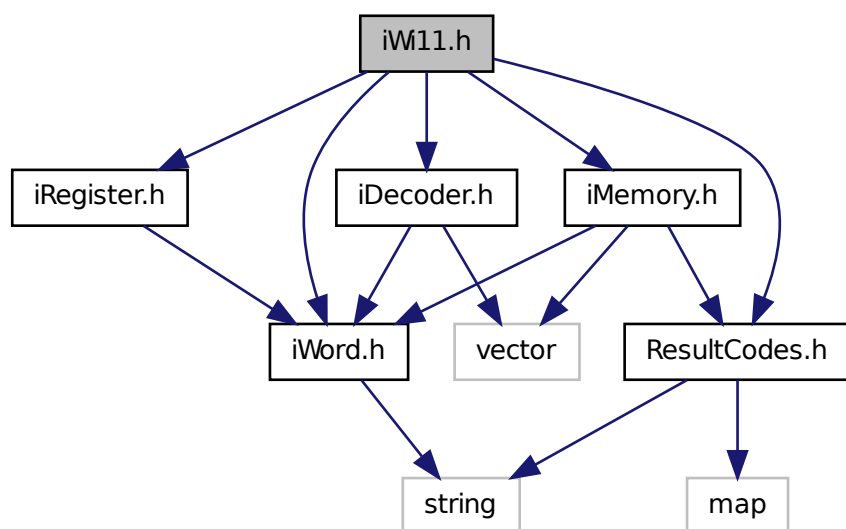 iWi11.h
iRegister.h
iDecoder.h
iMemory.h
iWord.h
vector
ResultCodes.h
string
map